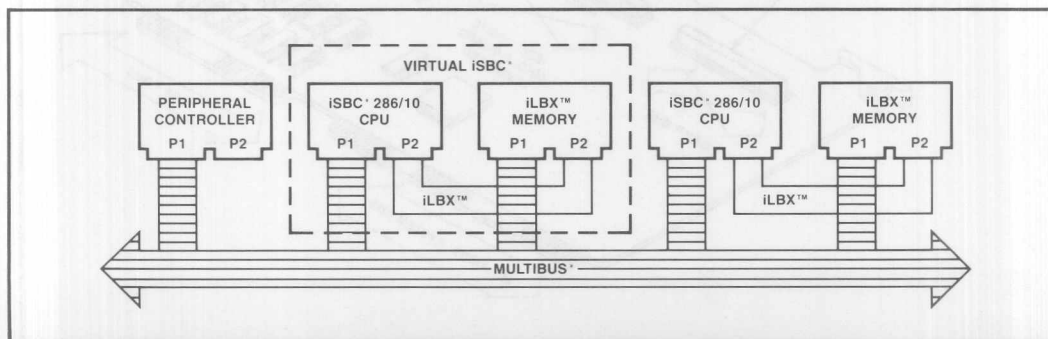 VIRTUAL iSBC*
PERIPHERAL
CONTROLLER
P1 P2
iSBC* 286/10
CPU
P1 P2
iLBX™
MEMORY
P1 P2
iSBC* 286/10
CPU
P1 P2
iLBX™
MEMORY
P1 P2
iLBX™
iLBX™
MULTIBUS*